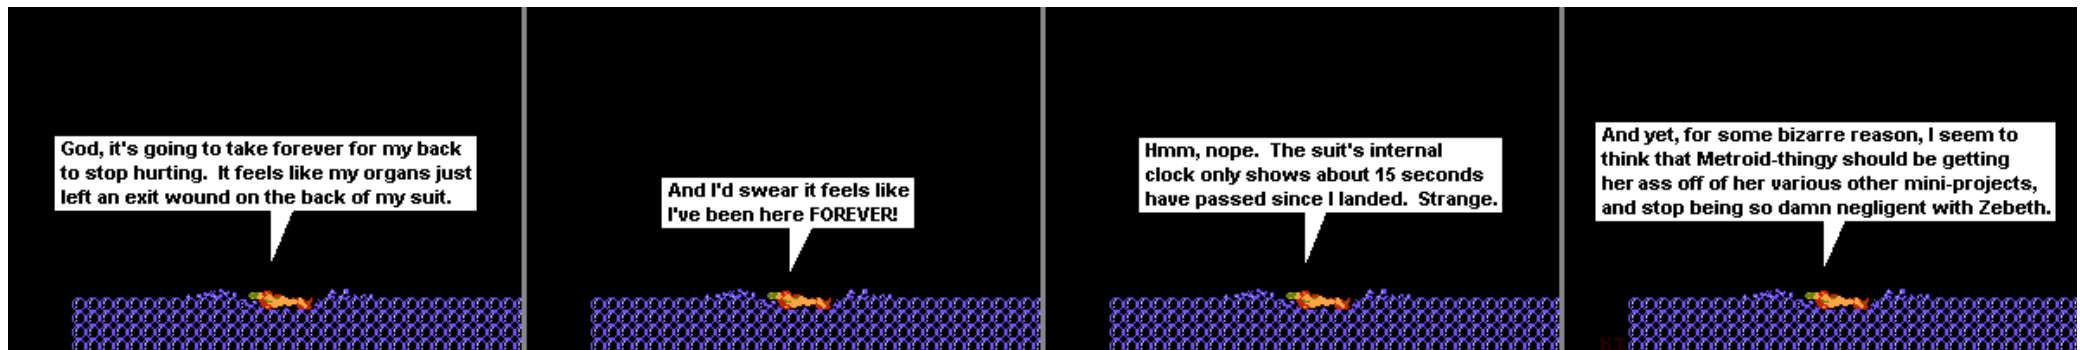 God, it's going to take forever for my back
to stop hurting.  It feels like my organs just
left an exit wound on the back of my suit.
And I'd swear it feels like
I've been here FOREVER!
Hmm, nope.  The suit's internal
clock only shows about 15 seconds
have passed since I landed.  Strange.
And yet, for some bizarre reason, I seem to
think that Metroid-thingy should be getting
her ass off of her various other mini-projects,
and stop being so damn negligent with Zebeth.
KT